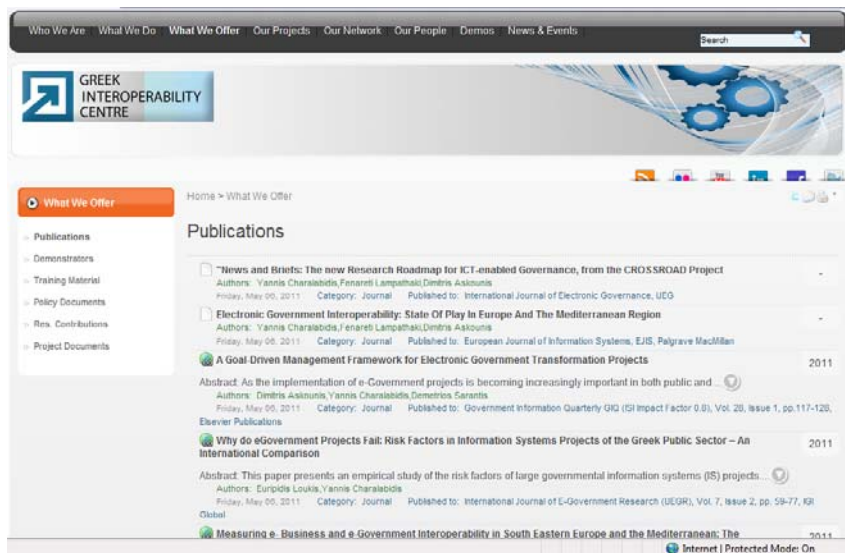 Who We Are What We Do What We Offer Our Projects Our Network Our People Demos News & Events
Search
GREEK
INTEROPERABILITY
CENTRE
What We Offer
Publications
Demonstrators
Training Material
Policy Documents
Res. Contributions
Project Documents
Home > What We Offer
Publications
"News and Briefs: The new Research Roadmap for ICT-enabled Governance, from the CROSSROAD Project
-
Authors: Yannis Charalabidis,Fenareti Lampathaki,Dimitris Askounis
Friday, May 06, 2011 Category: Journal Published to: International Journal of Electronic Governance, IJEG
Electronic Government Interoperability: State Of Play In Europe And The Mediterranean Region
-
Authors: Yannis Charalabidis,Fenareti Lampathaki,Dimitris Askounis
Friday, May 06, 2011 Category: Journal Published to: European Journal of Information Systems, EJIS, Palgrave MacMillan
A Goal-Driven Management Framework for Electronic Government Transformation Projects
2011
Abstract: As the implementation of e-Government projects is becoming increasingly important in both public and...
Authors: Dimitris Askounis,Yannis Charalabidis,Demetrios Sarantis
Friday, May 06, 2011 Category: Journal Published to: Government Information Quarterly GIQ (ISI Impact Factor 0.8), Vol. 28, Issue 1, pp.117-128,
Elsevier Publications
Why do eGovernment Projects Fail: Risk Factors in Information Systems Projects of the Greek Public Sector – An
International Comparison
2011
Abstract: This paper presents an empirical study of the risk factors of large governmental information systems (IS) projects...
Authors: Euripidis Loukis,Yannis Charalabidis
Friday, May 06, 2011 Category: Journal Published to: International Journal of E-Government Research (IJEGR), Vol. 7, Issue 2, pp. 59-77, IGI
Global
Measuring e- Business and e-Government Interoperability in South Eastern Europe and the Mediterranean: The
2011
Internet | Protected Mode: On